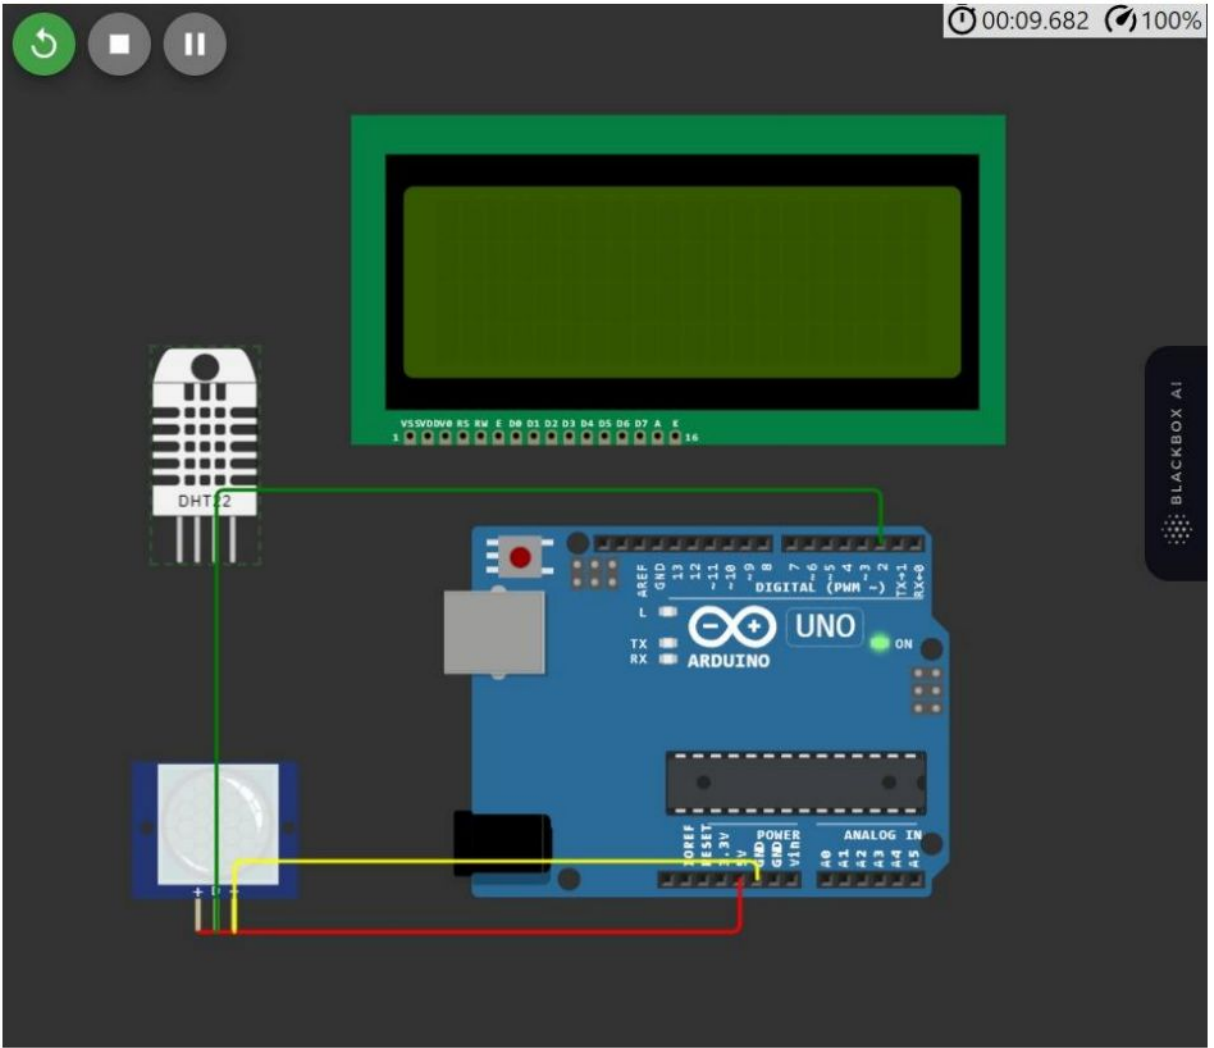 00:09.682 100%
VSS VDD V0 RS RW E D0 D1 D2 D3 D4 D5 D6 D7 A K
1 16
BLACKBOX AI
DHT22
AREF GND 13 12 ~11 ~10 ~9 8 7 ~6 ~5 4 ~3 2 TX→1 RX←0
DIGITAL (PWM ~)
L
UNO
TX ON
RX ARDUINO
POWER ANALOG IN
IOREF RESET 3.3V 5V GND GND Vin A0 A1 A2 A3 A4 A5
+ D -